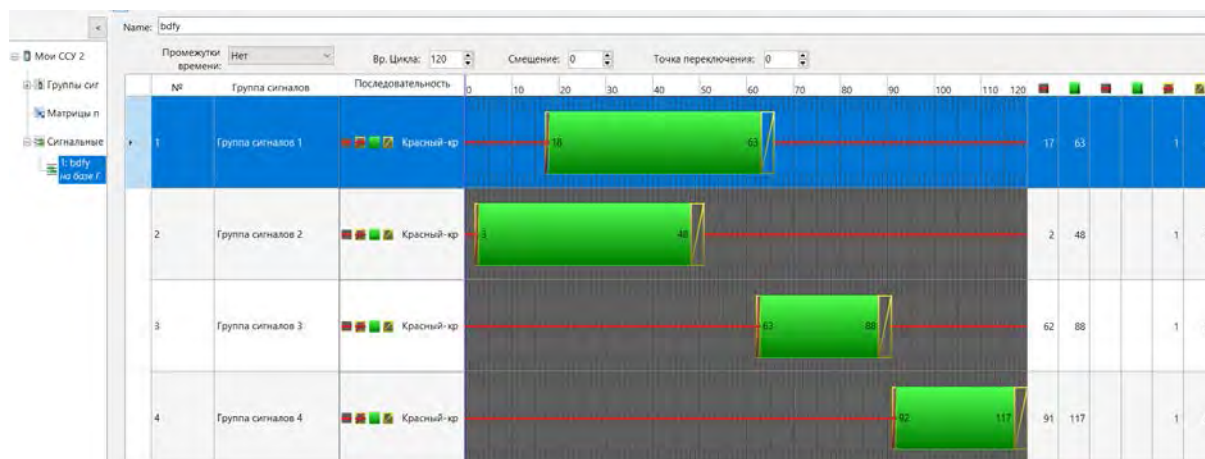 < Name: bdfy
Мои ССУ 2
Промежутки времени: Нет Вр. Цикла: 120 Смещение: 0 Точка переключения: 0
Группы сиг
№ Группа сигналов Последовательность 0 10 20 30 40 50 60 70 80 90 100 110 120
Матрицы п
Сигнальные
1: bdfy
на базе Г
1 Группа сигналов 1 Красный-кр 18 63 17 63 1
2 Группа сигналов 2 Красный-кр 3 48 2 48 1
3 Группа сигналов 3 Красный-кр 63 88 62 88 1
4 Группа сигналов 4 Красный-кр 92 117 91 117 1